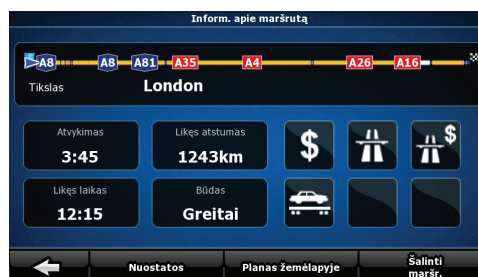 Inform. apie maršrutą
A8 A8 A81 A35 A4 A26 A16
Tikslas London
Atvykimas Likęs atstumas
3:45 1243km $ $
Likęs laikas Būdas
12:15 Greitai
Nuostatos Planas žemėlapyje Šalinti
maršr.